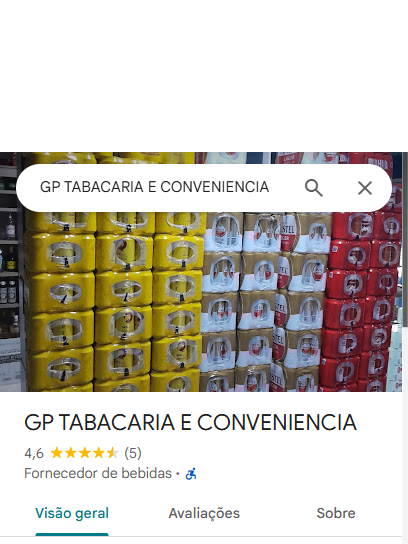 GP TABACARIA E CONVENIENCIA
GP TABACARIA E CONVENIENCIA
4,6 (5)
Fornecedor de bebidas ·
Visão geral
Avaliações
Sobre